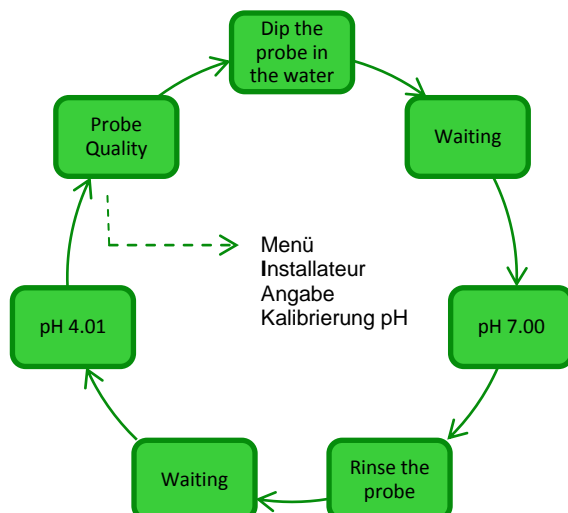 Dip the
probe in
the water
Waiting
pH 7.00
Rinse the
probe
Waiting
pH 4.01
Probe
Quality
Menü
Installateur
Angabe
Kalibrierung pH